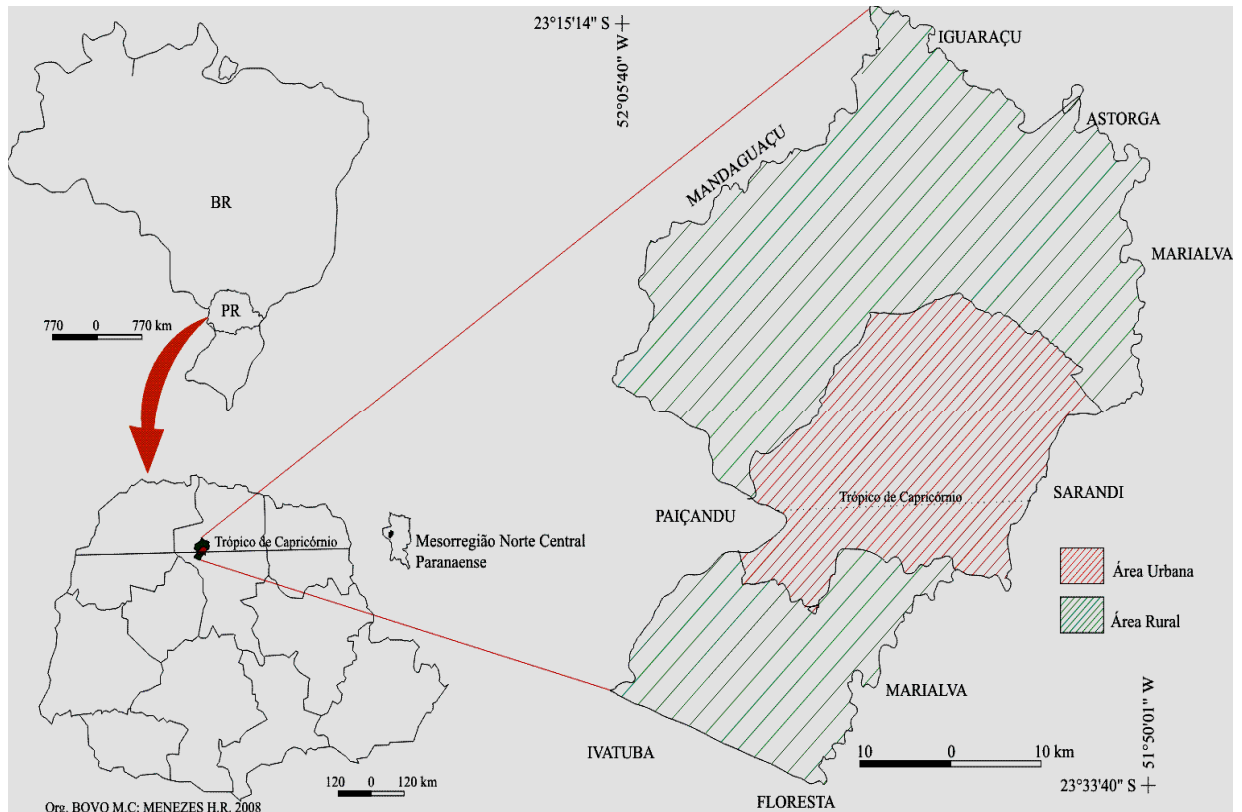 23°15'14" S
52°05'40" W
IGUARAÇU
ASTORGA
MANDAGUAÇU
MARIALVA
BR
PR
770 0 770 km
Trópico de Capricórnio
SARANDI
PAIÇANDU
Trópico de Capricórnio
Mesorregião Norte Central
Paranaense
Área Urbana
Área Rural
MARIALVA
51°50'01" W
IVATUBA
10 0 10 km
120 0 120 km
23°33'40" S
FLORESTA
Org. BOVO M.C; MENEZES H.R. 2008